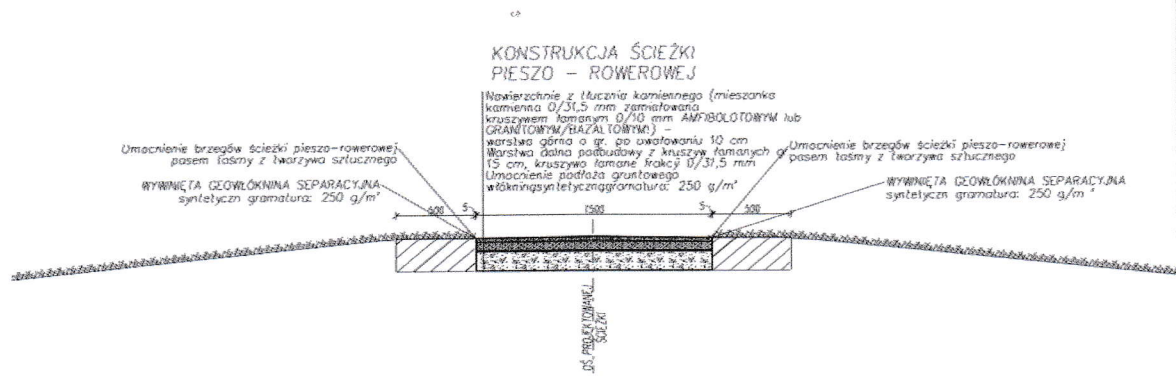 KONSTRUKCJA ŚCIEŻKI
PIESZO - ROWEROWEJ
Nawierzchnie z tłucznia kamiennego (mieszanka
kamienna 0/31,5 mm zamiałowana
kruszywem łamanym 0/10 mm AMFIBOLOTOWYM lub
GRANITOWYM/BAZALTOWYM!) -
warstwa górna o gr. po uwałowaniu 10 cm
Warstwa dolna podbudowy z kruszyw łamanych g
15 cm, kruszywo łamane frakcji 0/31,5 mm
Umocnienie podłoża gruntowego
włókninąsyntetycznągramatura: 250 g/m²
Umocnienie brzegów ścieżki pieszo-rowerowej
pasem taśmy z tworzywa sztucznego
WYWINIĘTA GEOWŁÓKNINA SEPARACYJNA
syntetyczn gramatura: 250 g/m²
Umocnienie brzegów ścieżki pieszo-rowerowej
pasem taśmy z tworzywa sztucznego
WYWINIĘTA GEOWŁÓKNINA SEPARACYJNA
syntetyczn gramatura: 250 g/m²
500 5 1500 5 500
OŚ PROJEKTOWANEJ
ŚCIEŻKI